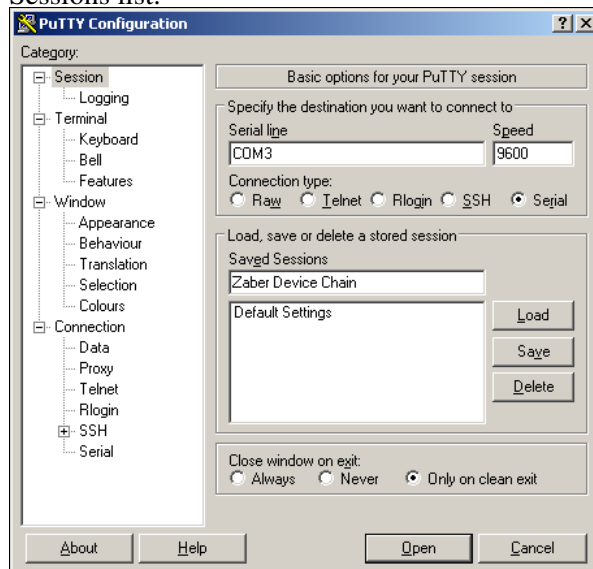 Sessions list.
PuTTY Configuration
Category:
Session
Logging
Terminal
Keyboard
Bell
Features
Window
Appearance
Behaviour
Translation
Selection
Colours
Connection
Data
Proxy
Telnet
Rlogin
SSH
Serial
Basic options for your PuTTY session
Specify the destination you want to connect to
Serial line Speed
COM3 9600
Connection type:
Raw Telnet Rlogin SSH Serial
Load, save or delete a stored session
Saved Sessions
Zaber Device Chain
Default Settings
Load
Save
Delete
Close window on exit:
Always Never Only on clean exit
About Help Open Cancel